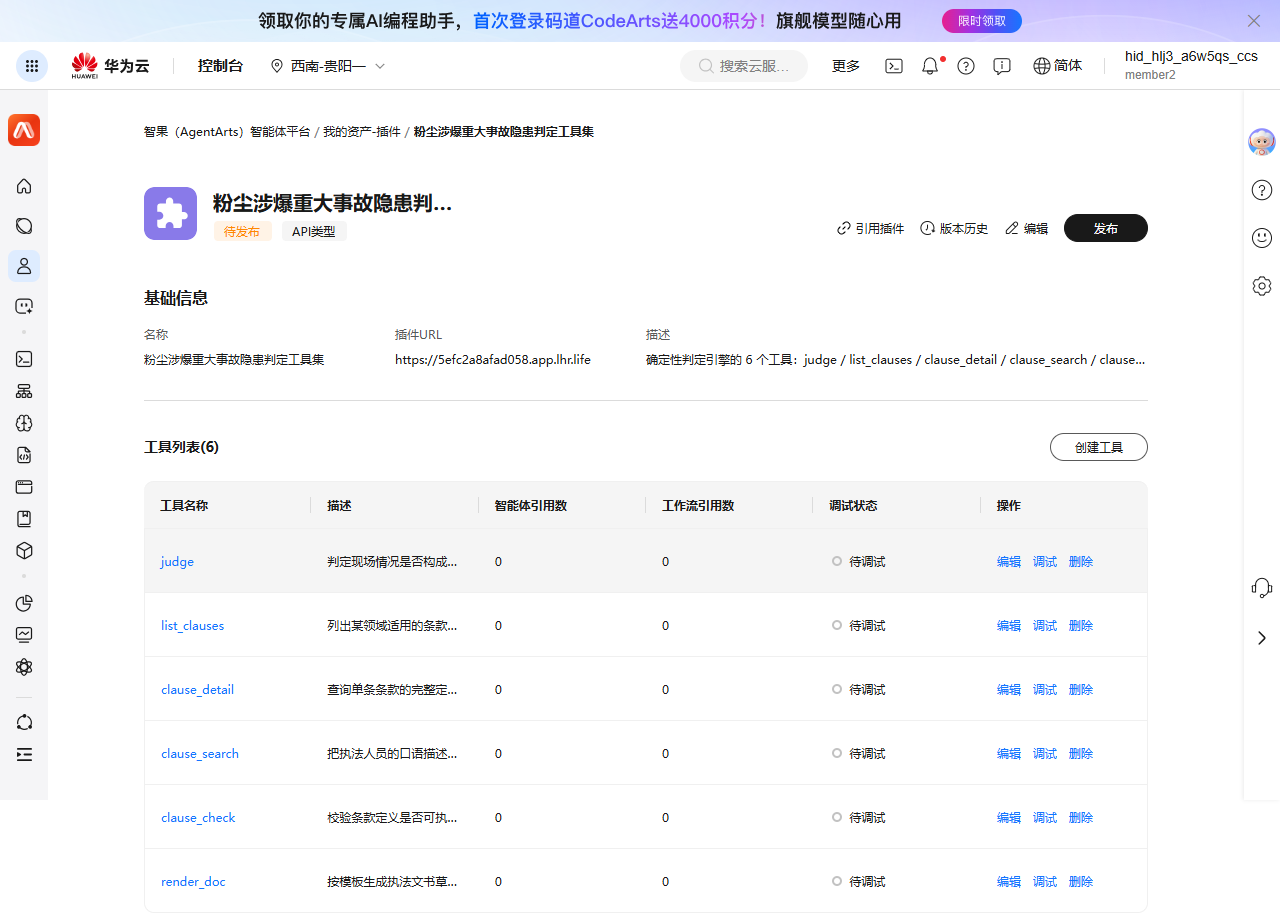 领取你的专属AI编程助手，首次登录码道CodeArts送4000积分！旗舰模型随心用 限时领取
HUAWEI 华为云 控制台 西南-贵阳一 搜索云服... 更多 简体 hid_hlj3_a6w5qs_ccs
member2
智果（AgentArts）智能体平台 / 我的资产-插件 / 粉尘涉爆重大事故隐患判定工具集
粉尘涉爆重大事故隐患判...
待发布 API类型
引用插件 版本历史 编辑 发布
基础信息
名称 插件URL 描述
粉尘涉爆重大事故隐患判定工具集 https://5efc2a8afad058.app.lhr.life 确定性判定引擎的 6 个工具：judge / list_clauses / clause_detail / clause_search / clause...
工具列表(6) 创建工具
工具名称 描述 智能体引用数 工作流引用数 调试状态 操作
judge 判定现场情况是否构成... 0 0 待调试 编辑 调试 删除
list_clauses 列出某领域适用的条款... 0 0 待调试 编辑 调试 删除
clause_detail 查询单条条款的完整定... 0 0 待调试 编辑 调试 删除
clause_search 把执法人员的口语描述... 0 0 待调试 编辑 调试 删除
clause_check 校验条款定义是否可执... 0 0 待调试 编辑 调试 删除
render_doc 按模板生成执法文书草... 0 0 待调试 编辑 调试 删除